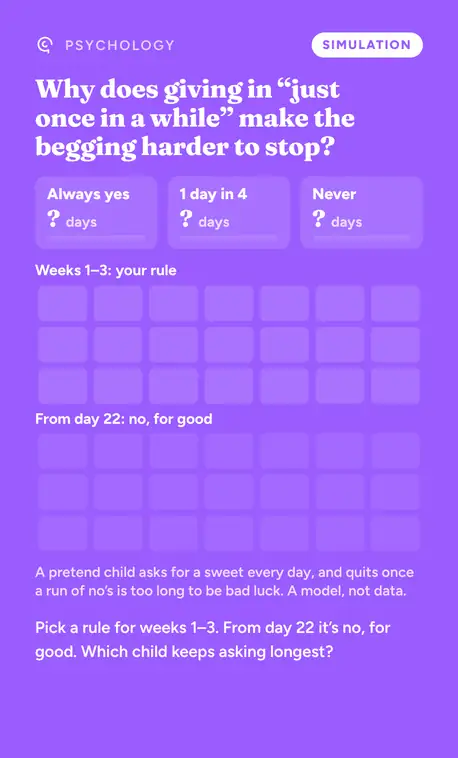 PSYCHOLOGY
SIMULATION
Why does giving in “just
once in a while” make the
begging harder to stop?
Always yes
? days
1 day in 4
? days
Never
? days
Weeks 1–3: your rule
From day 22: no, for good
A pretend child asks for a sweet every day, and quits once
a run of no’s is too long to be bad luck. A model, not data.
Pick a rule for weeks 1–3. From day 22 it’s no, for
good. Which child keeps asking longest?